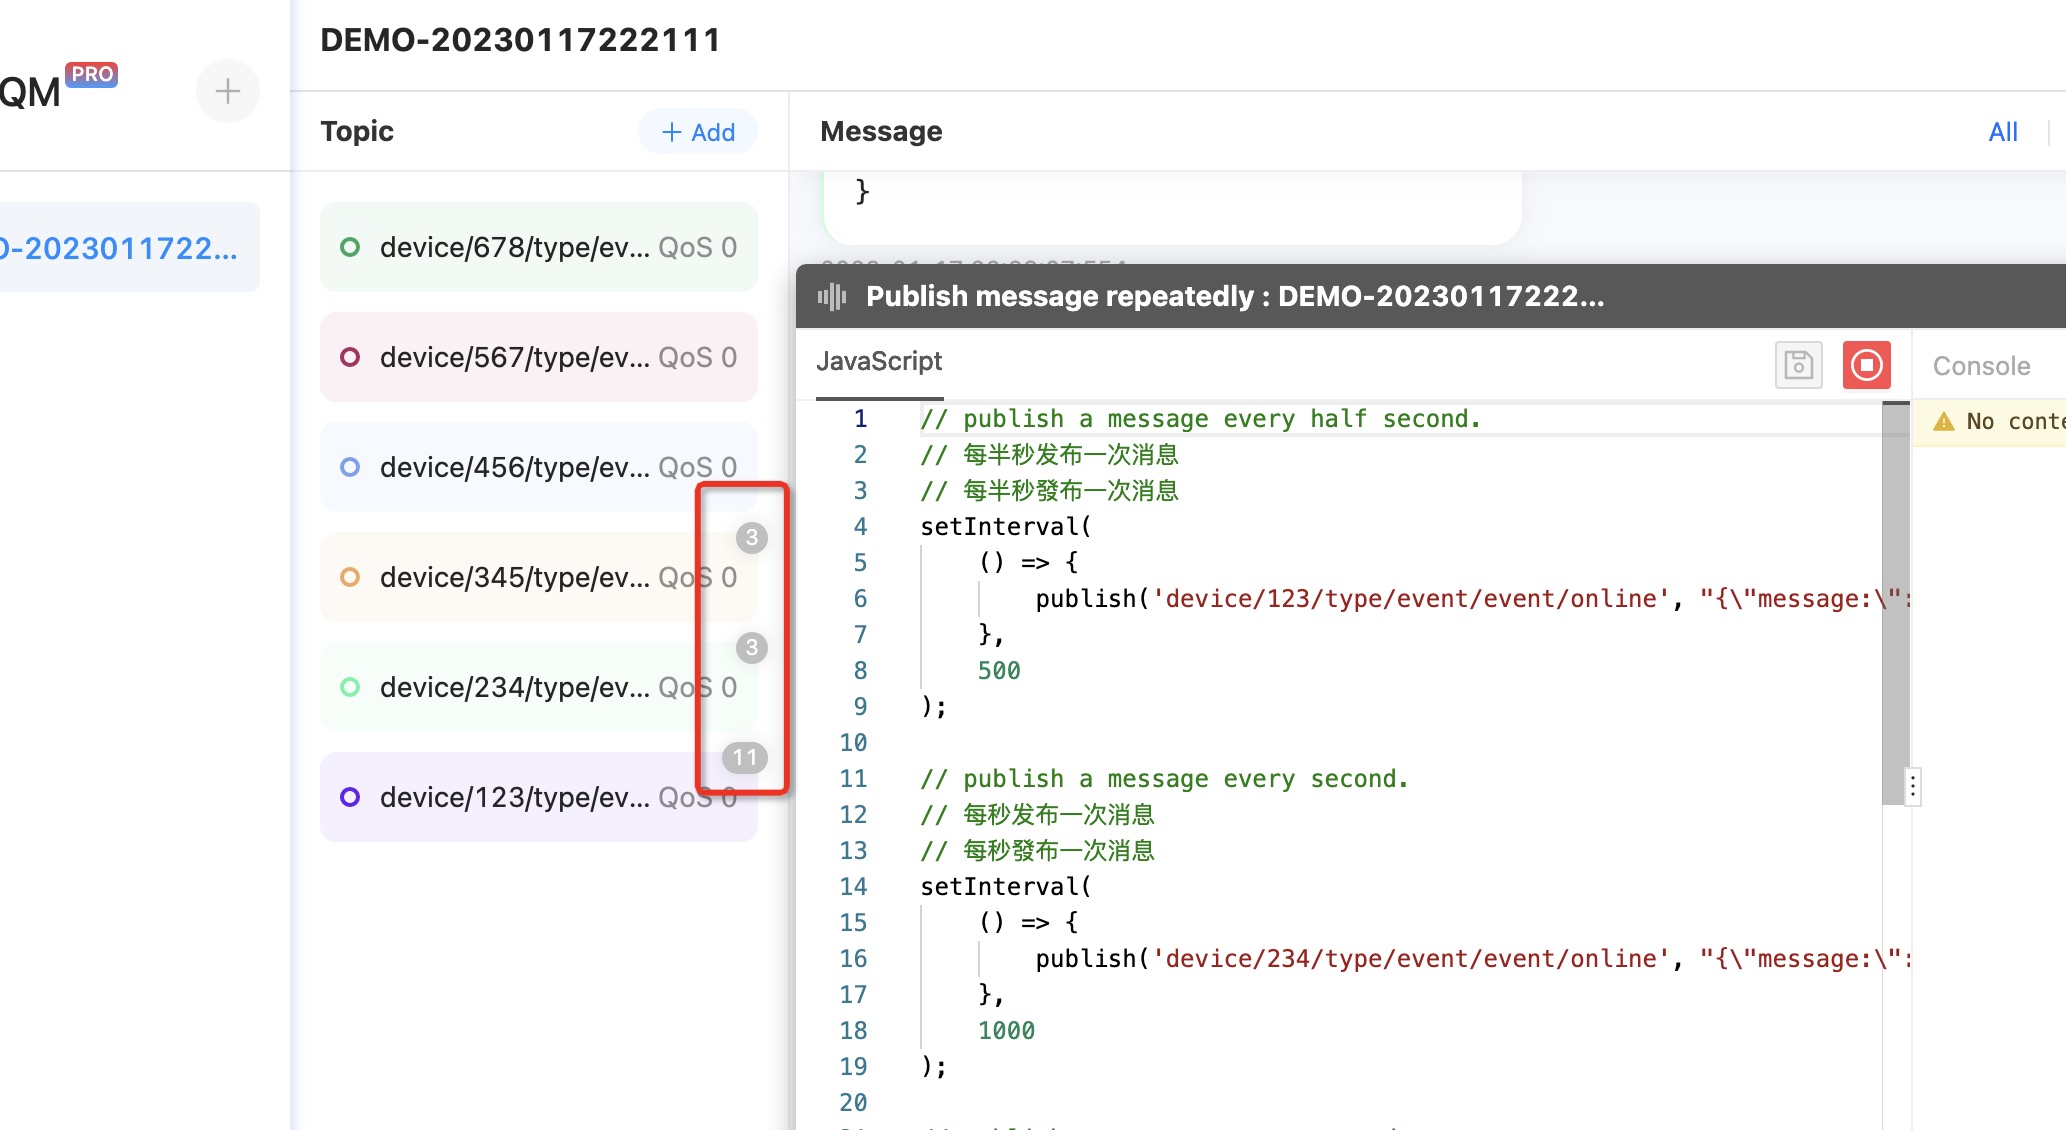 QM PRO
DEMO-20230117222111
Topic
+ Add
Message
All
-2023011722...
device/678/type/ev... QoS 0
device/567/type/ev... QoS 0
device/456/type/ev... QoS 0
3
device/345/type/ev... QoS 0
3
device/234/type/ev... QoS 0
11
device/123/type/ev... QoS 0
}
Publish message repeatedly : DEMO-20230117222...
JavaScript
Console
No conte
1 // publish a message every half second.
2 // 每半秒发布一次消息
3 // 每半秒發布一次消息
4 setInterval(
5 () => {
6 publish('device/123/type/event/event/online', "{\"message:\":
7 },
8 500
9 );
10
11 // publish a message every second.
12 // 每秒发布一次消息
13 // 每秒發布一次消息
14 setInterval(
15 () => {
16 publish('device/234/type/event/event/online', "{\"message:\":
17 },
18 1000
19 );
20